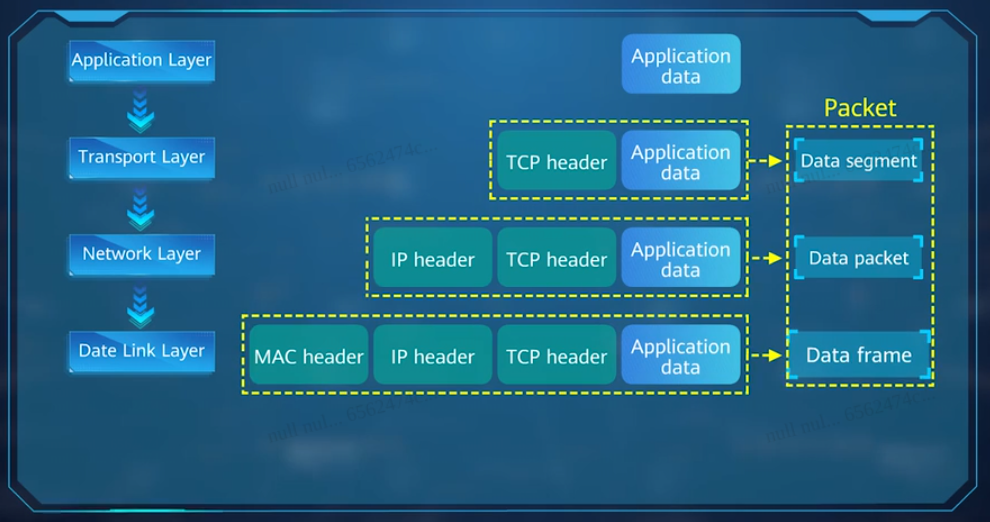 Application Layer
Application
data
Packet
Transport Layer
TCP header
Application
data
Data segment
Network Layer
IP header
TCP header
Application
data
Data packet
Date Link Layer
MAC header
IP header
TCP header
Application
data
Data frame